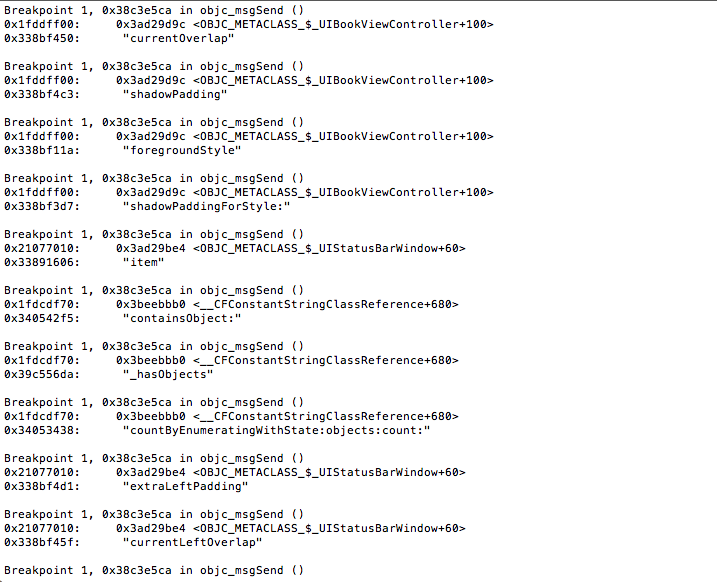 Breakpoint 1, 0x38c3e5ca in objc_msgSend ()
0x1fddff00: 0x3ad29d9c <OBJC_METACLASS_$_UIBookViewController+100>
0x338bf450: "currentOverlap"
Breakpoint 1, 0x38c3e5ca in objc_msgSend ()
0x1fddff00: 0x3ad29d9c <OBJC_METACLASS_$_UIBookViewController+100>
0x338bf4c3: "shadowPadding"
Breakpoint 1, 0x38c3e5ca in objc_msgSend ()
0x1fddff00: 0x3ad29d9c <OBJC_METACLASS_$_UIBookViewController+100>
0x338bf11a: "foregroundStyle"
Breakpoint 1, 0x38c3e5ca in objc_msgSend ()
0x1fddff00: 0x3ad29d9c <OBJC_METACLASS_$_UIBookViewController+100>
0x338bf3d7: "shadowPaddingForStyle:"
Breakpoint 1, 0x38c3e5ca in objc_msgSend ()
0x21077010: 0x3ad29be4 <OBJC_METACLASS_$_UIStatusBarWindow+60>
0x33891606: "item"
Breakpoint 1, 0x38c3e5ca in objc_msgSend ()
0x1fdcdf70: 0x3beebbb0 <__CFConstantStringClassReference+680>
0x340542f5: "containsObject:"
Breakpoint 1, 0x38c3e5ca in objc_msgSend ()
0x1fdcdf70: 0x3beebbb0 <__CFConstantStringClassReference+680>
0x39c556da: "_hasObjects"
Breakpoint 1, 0x38c3e5ca in objc_msgSend ()
0x1fdcdf70: 0x3beebbb0 <__CFConstantStringClassReference+680>
0x34053438: "countByEnumeratingWithState:objects:count:"
Breakpoint 1, 0x38c3e5ca in objc_msgSend ()
0x21077010: 0x3ad29be4 <OBJC_METACLASS_$_UIStatusBarWindow+60>
0x338bf4d1: "extraLeftPadding"
Breakpoint 1, 0x38c3e5ca in objc_msgSend ()
0x21077010: 0x3ad29be4 <OBJC_METACLASS_$_UIStatusBarWindow+60>
0x338bf45f: "currentLeftOverlap"
Breakpoint 1, 0x38c3e5ca in objc_msgSend ()